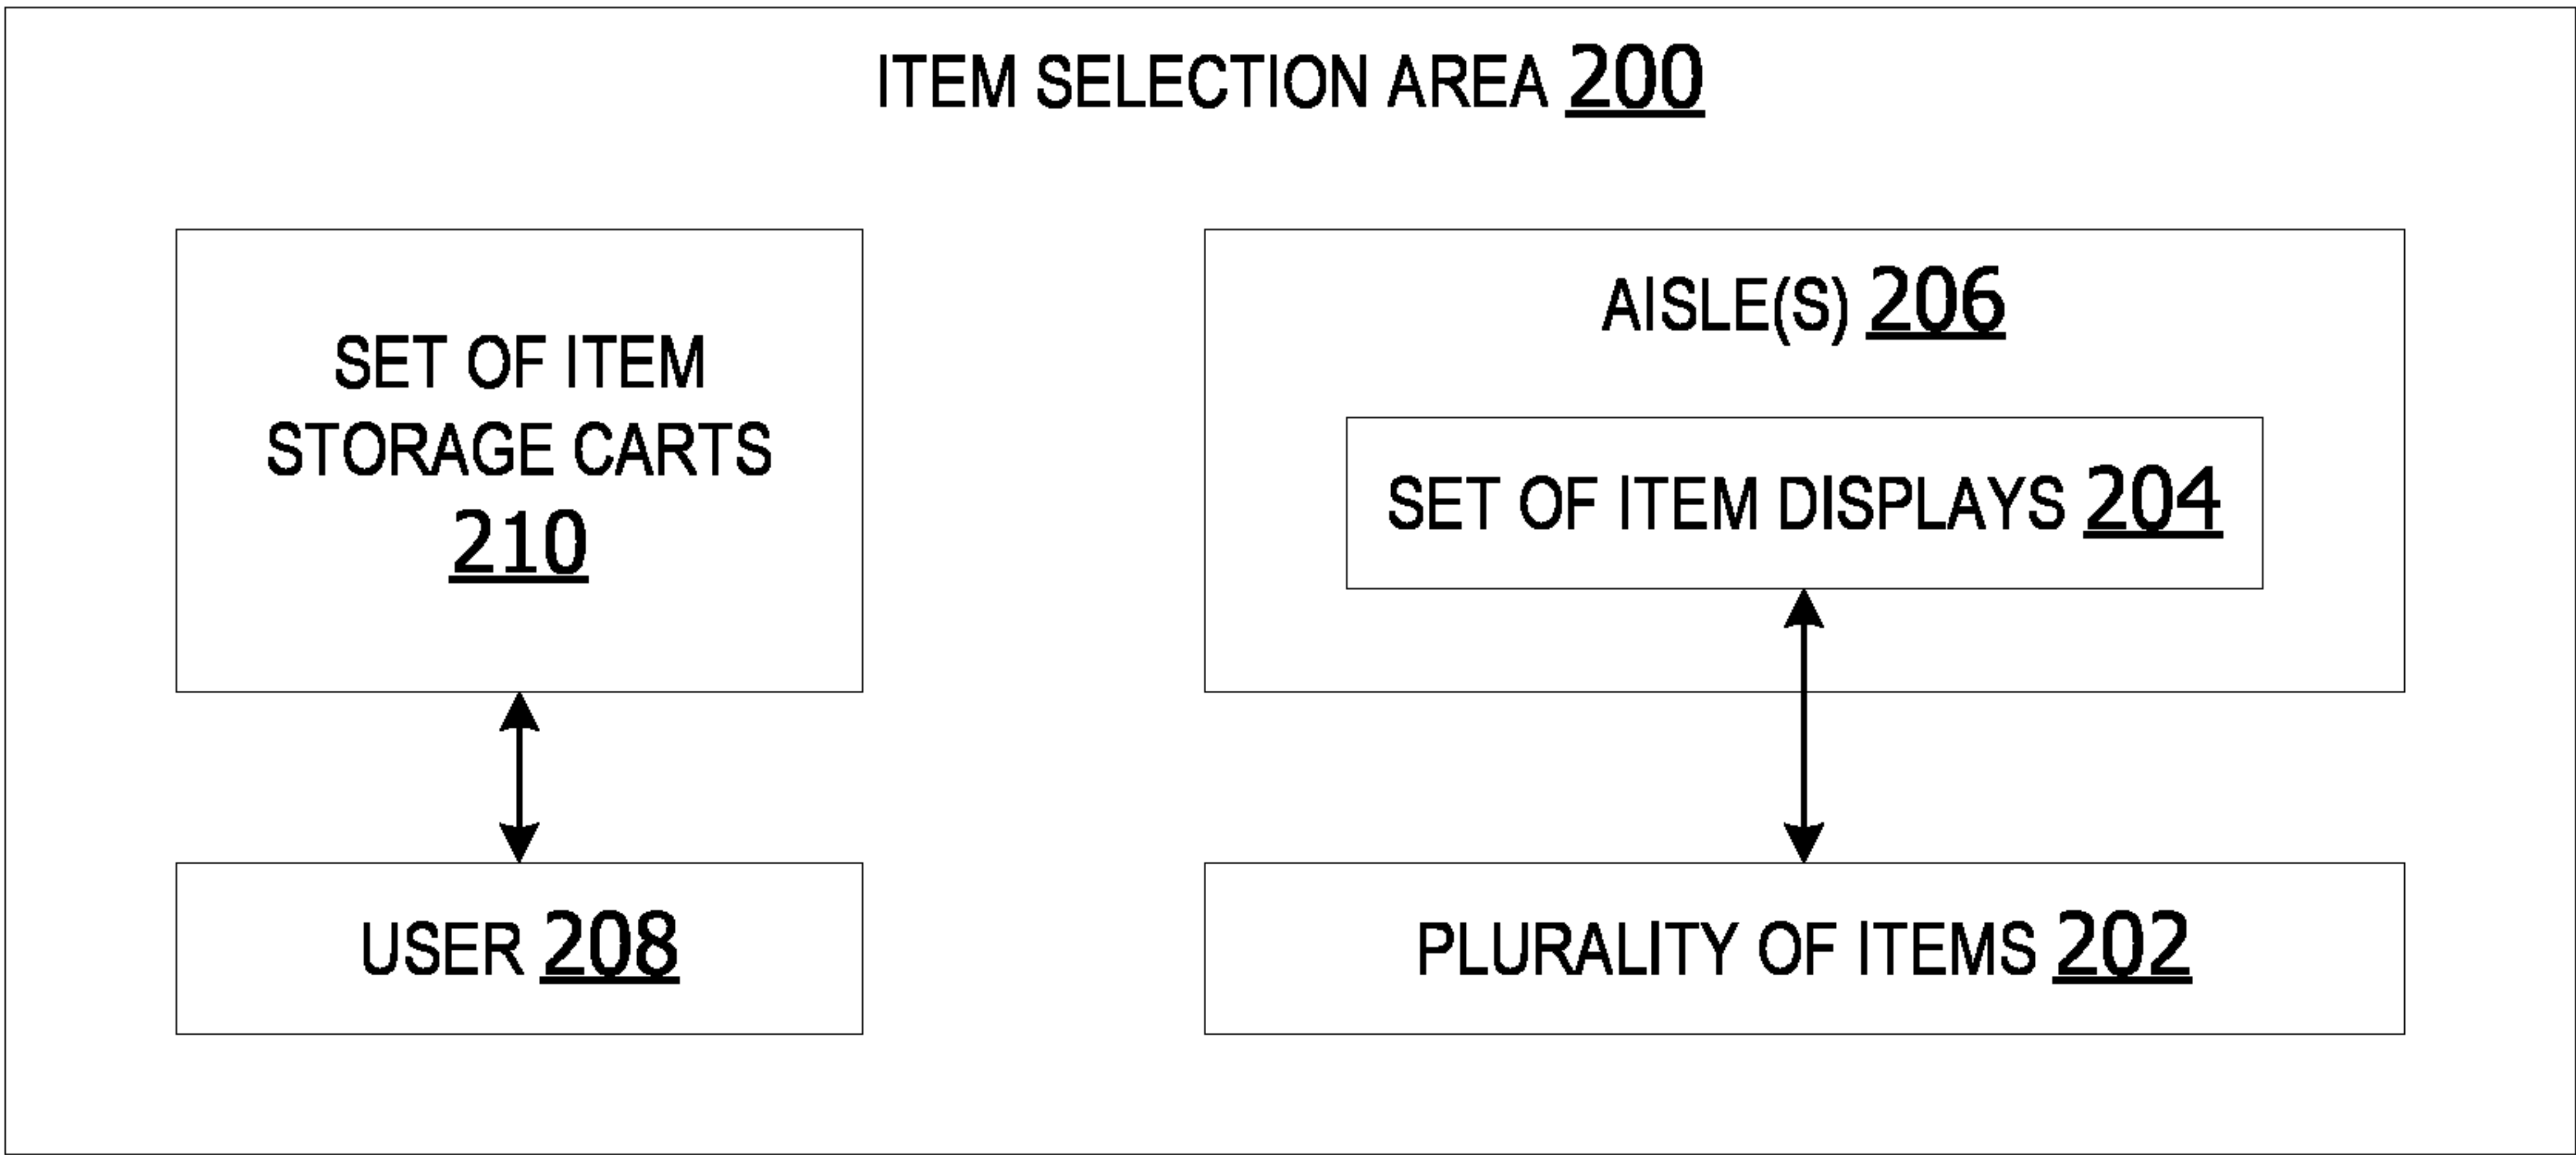 ITEM SELECTION AREA 200
SET OF ITEM
STORAGE CARTS
210
AISLE(S) 206
SET OF ITEM DISPLAYS 204
USER 208
PLURALITY OF ITEMS 202